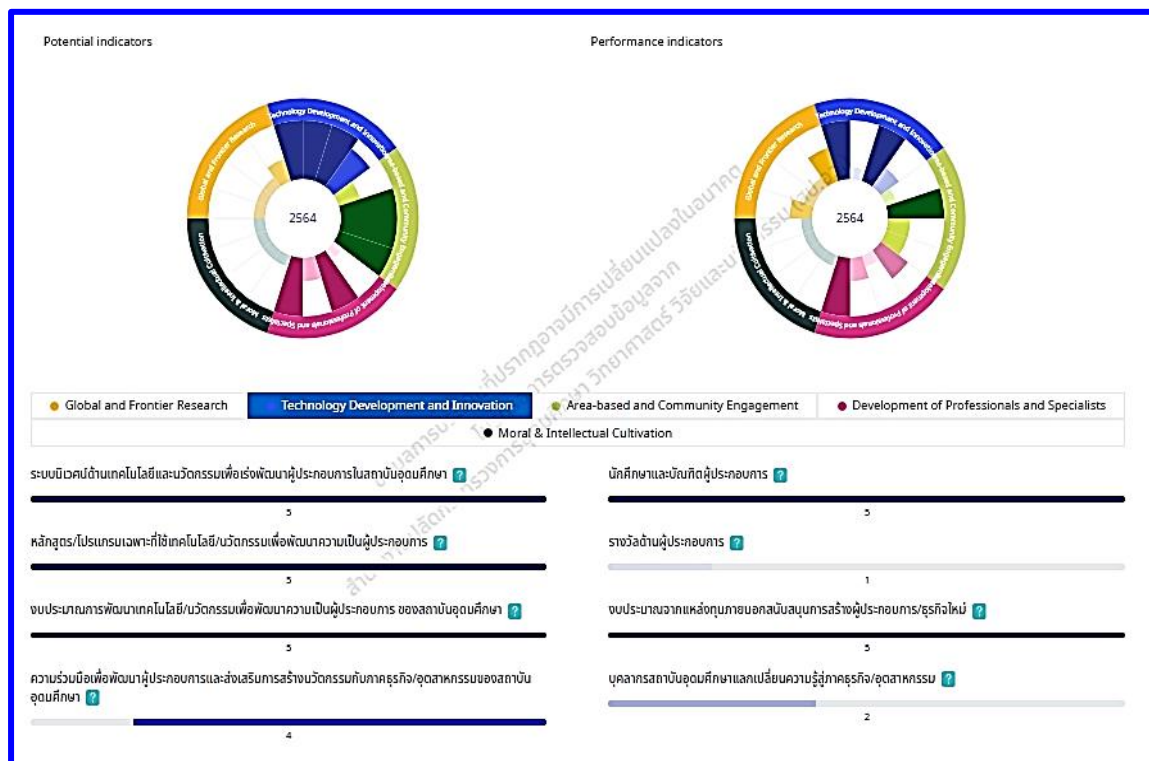 Potential indicators
Performance indicators
Global and Frontier Research
Technology Development and Innovation
2564
Moral & Intellectual Cultivation
Global and Frontier Research
Technology Development and Innovation
2564
Moral & Intellectual Cultivation
Global and Frontier Research
Technology Development and Innovation
Area-based and Community Engagement
Development of Professionals and Specialists
Moral & Intellectual Cultivation
ระบบนิเวศน์ด้านเทคโนโลยีและนวัตกรรมเพื่อเร่งพัฒนาผู้ประกอบการในสถาบันอุดมศึกษา ?
5
หลักสูตร/โปรแกรมเฉพาะที่ใช้เทคโนโลยี/นวัตกรรมเพื่อพัฒนาความเป็นผู้ประกอบการ ?
5
งบประมาณการพัฒนาเทคโนโลยี/นวัตกรรมเพื่อพัฒนาความเป็นผู้ประกอบการ ของสถาบันอุดมศึกษา ?
5
ความร่วมมือเพื่อพัฒนาผู้ประกอบการและส่งเสริมการสร้างนวัตกรรมกับภาคธุรกิจ/อุตสาหกรรมของสถาบัน
อุดมศึกษา ?
4
นักศึกษาและบัณฑิตผู้ประกอบการ ?
5
รางวัลด้านผู้ประกอบการ ?
1
งบประมาณจากแหล่งทุนภายนอกสนับสนุนการสร้างผู้ประกอบการ/ธุรกิจใหม่ ?
5
บุคลากรสถาบันอุดมศึกษาแลกเปลี่ยนความรู้สู่ภาคธุรกิจ/อุตสาหกรรม ?
2